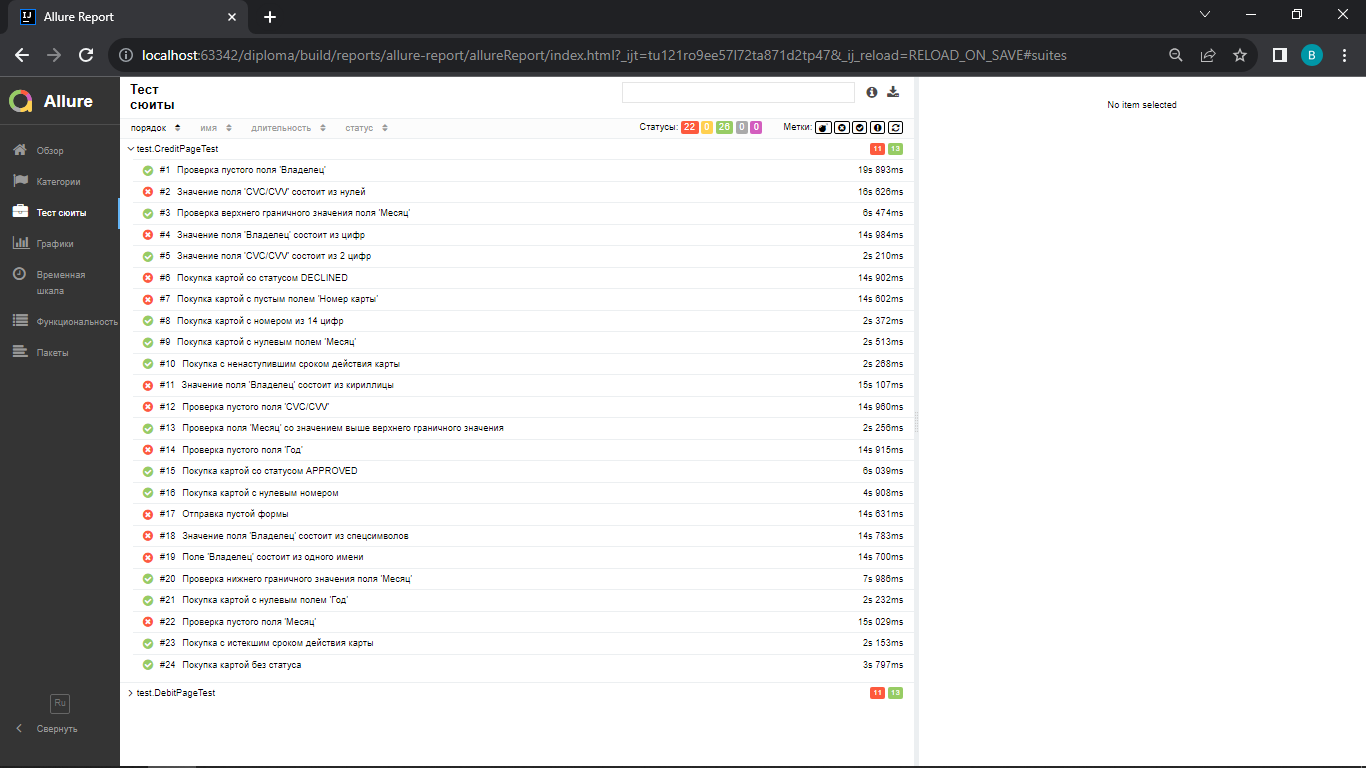 Allure Report
localhost:63342/diploma/build/reports/allure-report/allureReport/index.html?_ijt=tu121ro9ee57l72ta871d2tp47&_ij_reload=RELOAD_ON_SAVE#suites
B
Allure
Обзор
Категории
Тест сюиты
Графики
Временная
шкала
Функциональность
Пакеты
Ru
Свернуть
Тест
сюиты
порядок имя длительность статус Статусы: 22 0 26 0 0 Метки:
test.CreditPageTest 11 13
#1 Проверка пустого поля 'Владелец' 19s 893ms
#2 Значение поля 'CVC/CVV' состоит из нулей 16s 626ms
#3 Проверка верхнего граничного значения поля 'Месяц' 6s 474ms
#4 Значение поля 'Владелец' состоит из цифр 14s 984ms
#5 Значение поля 'CVC/CVV' состоит из 2 цифр 2s 210ms
#6 Покупка картой со статусом DECLINED 14s 902ms
#7 Покупка картой с пустым полем 'Номер карты' 14s 602ms
#8 Покупка картой с номером из 14 цифр 2s 372ms
#9 Покупка картой с нулевым полем 'Месяц' 2s 513ms
#10 Покупка с ненаступившим сроком действия карты 2s 268ms
#11 Значение поля 'Владелец' состоит из кириллицы 15s 107ms
#12 Проверка пустого поля 'CVC/CVV' 14s 960ms
#13 Проверка поля 'Месяц' со значением выше верхнего граничного значения 2s 256ms
#14 Проверка пустого поля 'Год' 14s 915ms
#15 Покупка картой со статусом APPROVED 6s 039ms
#16 Покупка картой с нулевым номером 4s 908ms
#17 Отправка пустой формы 14s 631ms
#18 Значение поля 'Владелец' состоит из спецсимволов 14s 783ms
#19 Поле 'Владелец' состоит из одного имени 14s 700ms
#20 Проверка нижнего граничного значения поля 'Месяц' 7s 986ms
#21 Покупка картой с нулевым полем 'Год' 2s 232ms
#22 Проверка пустого поля 'Месяц' 15s 029ms
#23 Покупка с истекшим сроком действия карты 2s 153ms
#24 Покупка картой без статуса 3s 797ms
test.DebitPageTest 11 13
No item selected